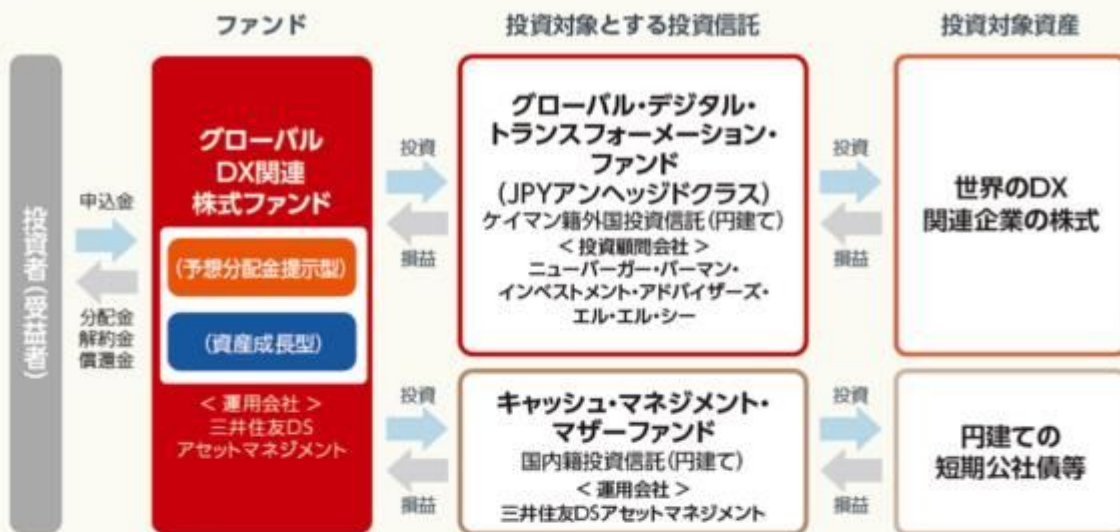 ファンド
投資対象とする投資信託
投資対象資産
投資者(受益者)
申込金
分配金
解約金
償還金
グローバル
DX関連
株式ファンド
(予想分配金提示型)
(資産成長型)
< 運用会社 >
三井住友DS
アセットマネジメント
投資
損益
グローバル・デジタル・
トランスフォーメーション・
ファンド
(JPYアンヘッジドクラス)
ケイマン籍外国投資信託(円建て)
< 投資顧問会社 >
ニューバーガー・バーマン・
インベストメント・アドバイザーズ・
エル・エル・シー
投資
損益
世界のDX
関連企業の株式
投資
損益
キャッシュ・マネジメント・
マザーファンド
国内籍投資信託(円建て)
< 運用会社 >
三井住友DSアセットマネジメント
投資
損益
円建ての
短期公社債等